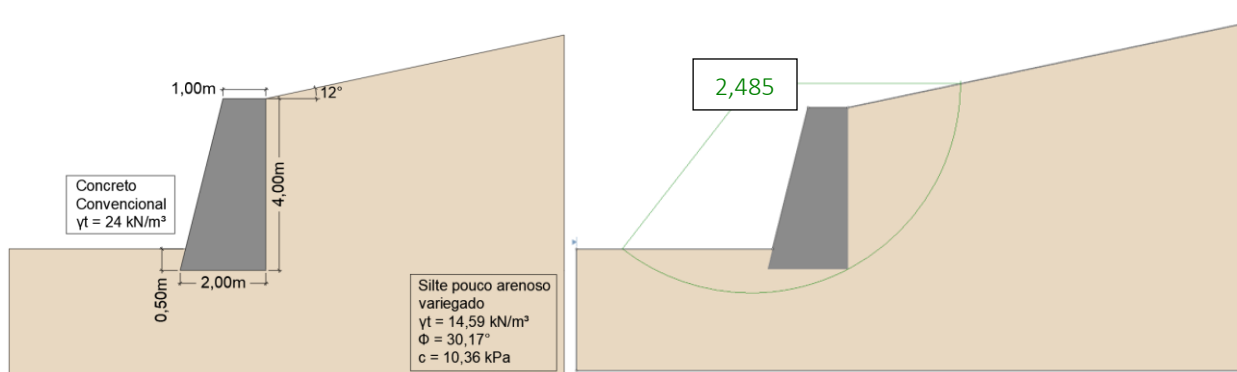 1,00m
12°
4,00m
Concreto
Convencional
γt = 24 kN/m³
0,50m
2,00m
Silte pouco arenoso
variegado
γt = 14,59 kN/m³
Φ = 30,17°
c = 10,36 kPa
2,485